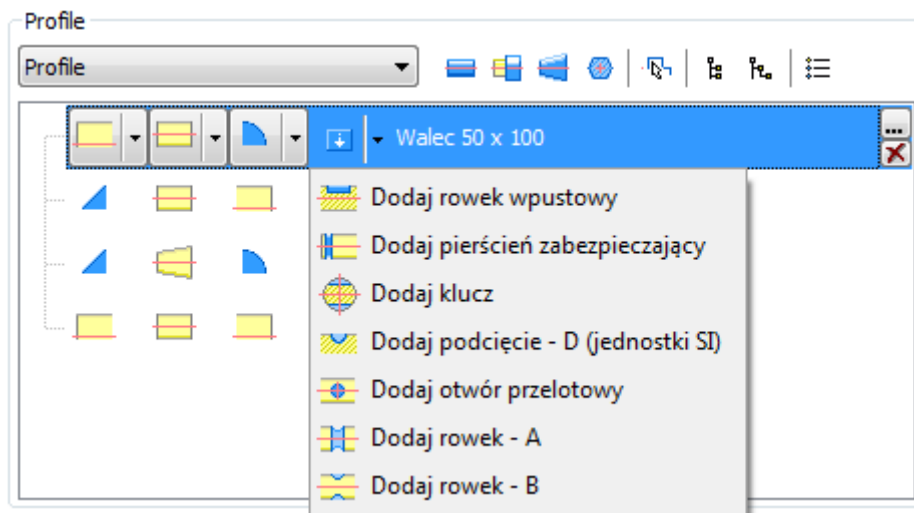 Profile
Profile
Walec 50 x 100
...
Dodaj rowek wpustowy
Dodaj pierścień zabezpieczający
Dodaj klucz
Dodaj podcięcie - D (jednostki SI)
Dodaj otwór przelotowy
Dodaj rowek - A
Dodaj rowek - B